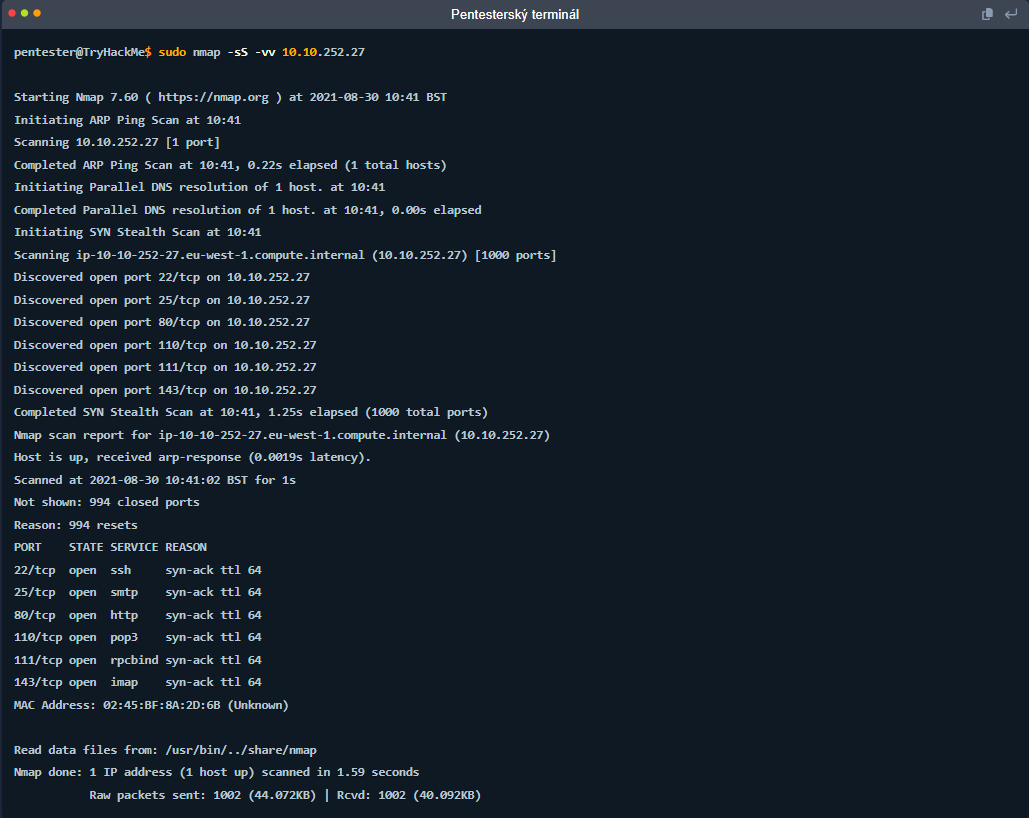 Pentesterský terminál
pentester@TryHackMe$ sudo nmap -sS -vv 10.10.252.27
Starting Nmap 7.60 ( https://nmap.org ) at 2021-08-30 10:41 BST
Initiating ARP Ping Scan at 10:41
Scanning 10.10.252.27 [1 port]
Completed ARP Ping Scan at 10:41, 0.22s elapsed (1 total hosts)
Initiating Parallel DNS resolution of 1 host. at 10:41
Completed Parallel DNS resolution of 1 host. at 10:41, 0.00s elapsed
Initiating SYN Stealth Scan at 10:41
Scanning ip-10-10-252-27.eu-west-1.compute.internal (10.10.252.27) [1000 ports]
Discovered open port 22/tcp on 10.10.252.27
Discovered open port 25/tcp on 10.10.252.27
Discovered open port 80/tcp on 10.10.252.27
Discovered open port 110/tcp on 10.10.252.27
Discovered open port 111/tcp on 10.10.252.27
Discovered open port 143/tcp on 10.10.252.27
Completed SYN Stealth Scan at 10:41, 1.25s elapsed (1000 total ports)
Nmap scan report for ip-10-10-252-27.eu-west-1.compute.internal (10.10.252.27)
Host is up, received arp-response (0.0019s latency).
Scanned at 2021-08-30 10:41:02 BST for 1s
Not shown: 994 closed ports
Reason: 994 resets
PORT    STATE SERVICE REASON
22/tcp  open  ssh     syn-ack ttl 64
25/tcp  open  smtp    syn-ack ttl 64
80/tcp  open  http    syn-ack ttl 64
110/tcp open  pop3    syn-ack ttl 64
111/tcp open  rpcbind syn-ack ttl 64
143/tcp open  imap    syn-ack ttl 64
MAC Address: 02:45:BF:8A:2D:6B (Unknown)
Read data files from: /usr/bin/../share/nmap
Nmap done: 1 IP address (1 host up) scanned in 1.59 seconds
Raw packets sent: 1002 (44.072KB) | Rcvd: 1002 (40.092KB)